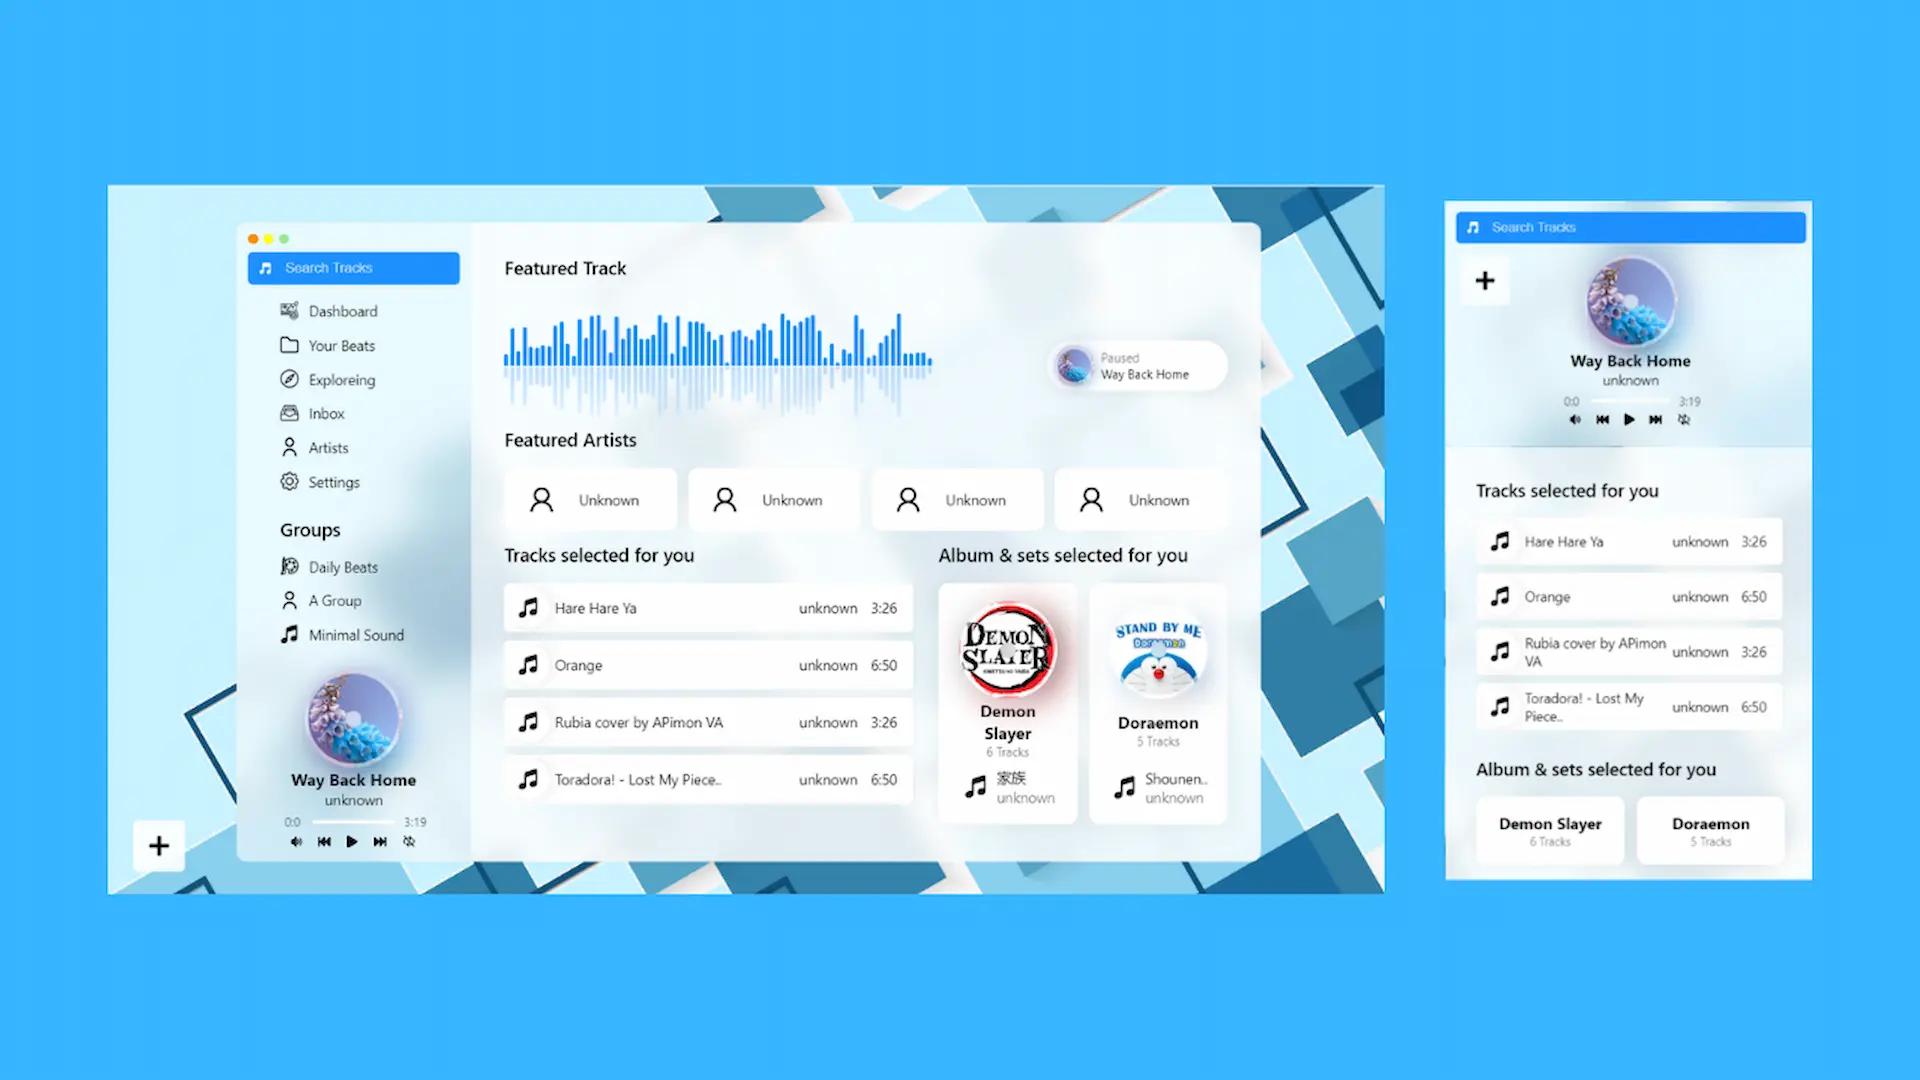 Search Tracks
Dashboard
Your Beats
Exploreing
Inbox
Artists
Settings
Groups
Daily Beats
A Group
Minimal Sound
Way Back Home
unknown
0:0 3:19
Featured Track
Paused
Way Back Home
Featured Artists
Unknown Unknown Unknown Unknown
Tracks selected for you
Hare Hare Ya unknown 3:26
Orange unknown 6:50
Rubia cover by APimon VA unknown 3:26
Toradora! - Lost My Piece.. unknown 6:50
Album & sets selected for you
DEMON
SLAYER
Demon
Slayer
6 Tracks
家族
unknown
STAND BY ME
Doraemon
Doraemon
5 Tracks
Shounen..
unknown
Search Tracks
Way Back Home
unknown
0:0 3:19
Tracks selected for you
Hare Hare Ya unknown 3:26
Orange unknown 6:50
Rubia cover by APimon
VA unknown 3:26
Toradora! - Lost My
Piece.. unknown 6:50
Album & sets selected for you
Demon Slayer Doraemon
6 Tracks 5 Tracks